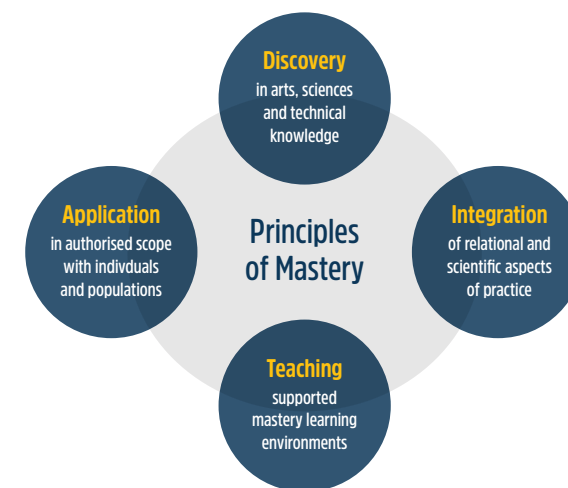 Discovery
in arts, sciences
and technical
knowledge
Application
in authorised scope
with indivduals
and populations
Principles
of Mastery
Integration
of relational and
scientific aspects
of practice
Teaching
supported
mastery learning
environments